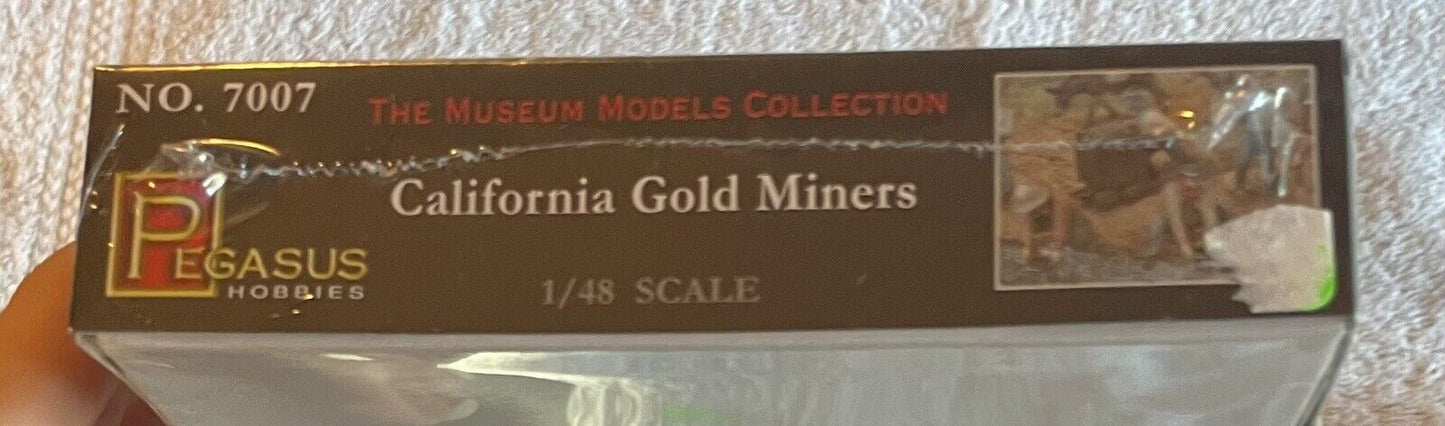 NO. 7007
THE MUSEUM MODELS COLLECTION
California Gold Miners
PEGASUS
HOBBIES
1/48 SCALE